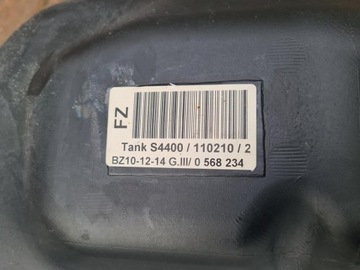 FZ
Tank S4400 / 110210 / 2
BZ10-12-14 G.III/ 0 568 234